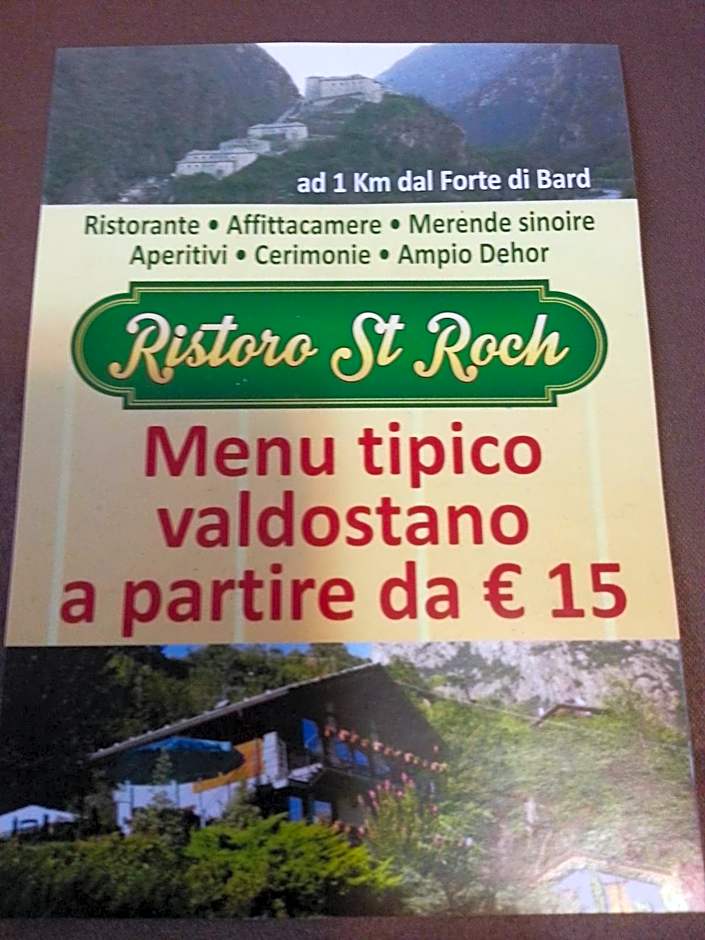 ad 1 Km dal Forte di Bard
Ristorante • Affittacamere • Merende sinoire
Aperitivi • Cerimonie • Ampio Dehor
Ristoro St Roch
Menu tipico
valdostano
a partire da € 15